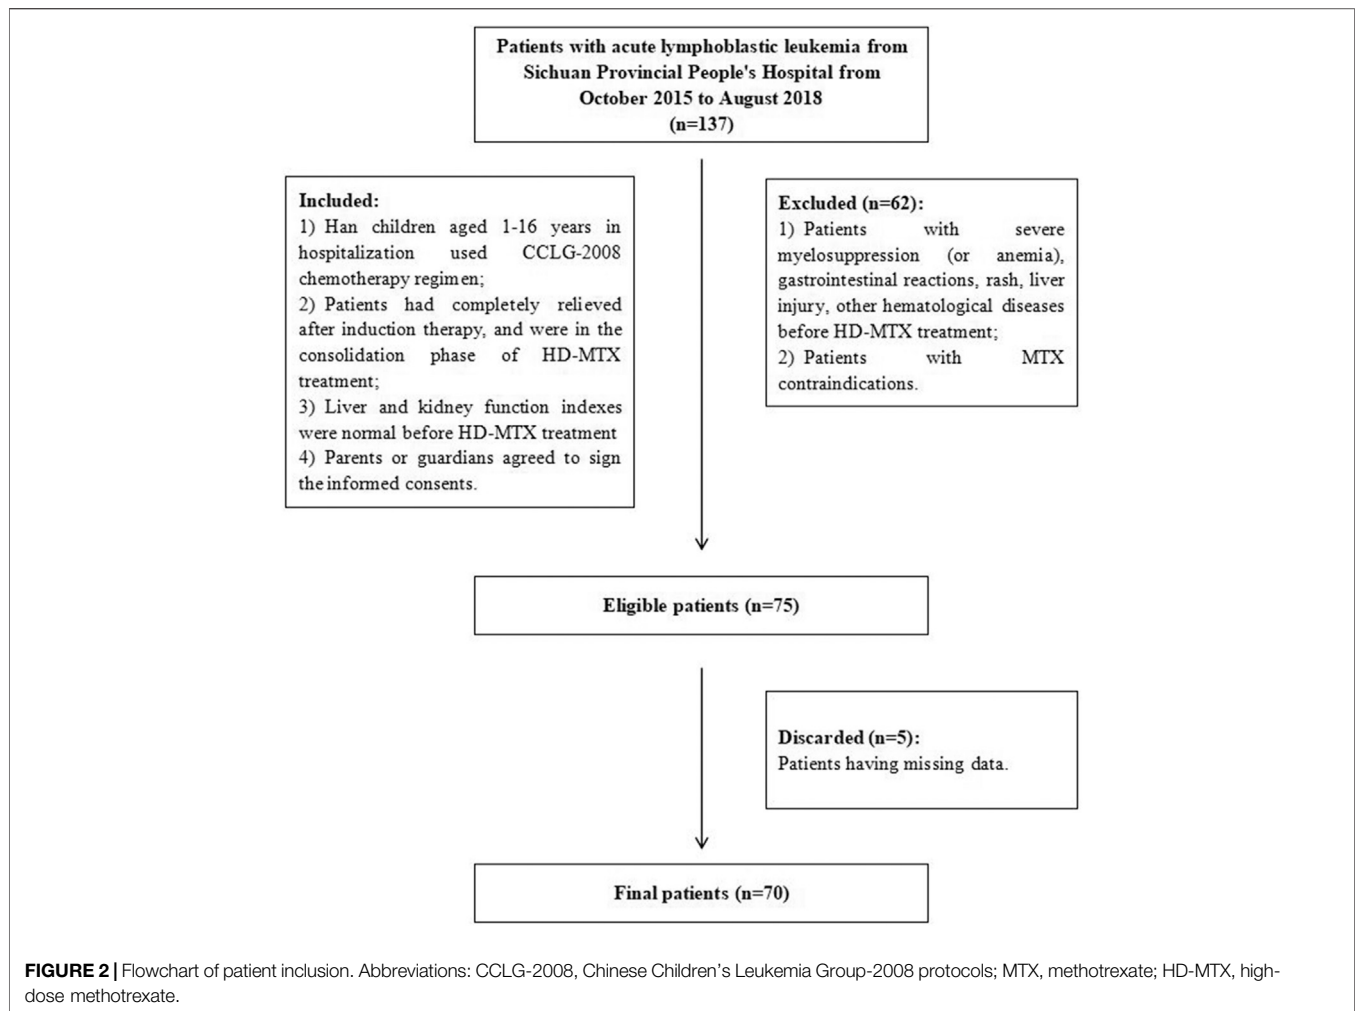 Patients with acute lymphoblastic leukemia from
Sichuan Provincial People's Hospital from
October 2015 to August 2018
(n=137)
Included:
1) Han children aged 1-16 years in
hospitalization used CCLG-2008
chemotherapy regimen;
2) Patients had completely relieved
after induction therapy, and were in the
consolidation phase of HD-MTX
treatment;
3) Liver and kidney function indexes
were normal before HD-MTX treatment
4) Parents or guardians agreed to sign
the informed consents.
Excluded (n=62):
1) Patients with severe
myelosuppression (or anemia),
gastrointestinal reactions, rash, liver
injury, other hematological diseases
before HD-MTX treatment;
2) Patients with MTX
contraindications.
Eligible patients (n=75)
Discarded (n=5):
Patients having missing data.
Final patients (n=70)
FIGURE 2 | Flowchart of patient inclusion. Abbreviations: CCLG-2008, Chinese Children’s Leukemia Group-2008 protocols; MTX, methotrexate; HD-MTX, high-
dose methotrexate.